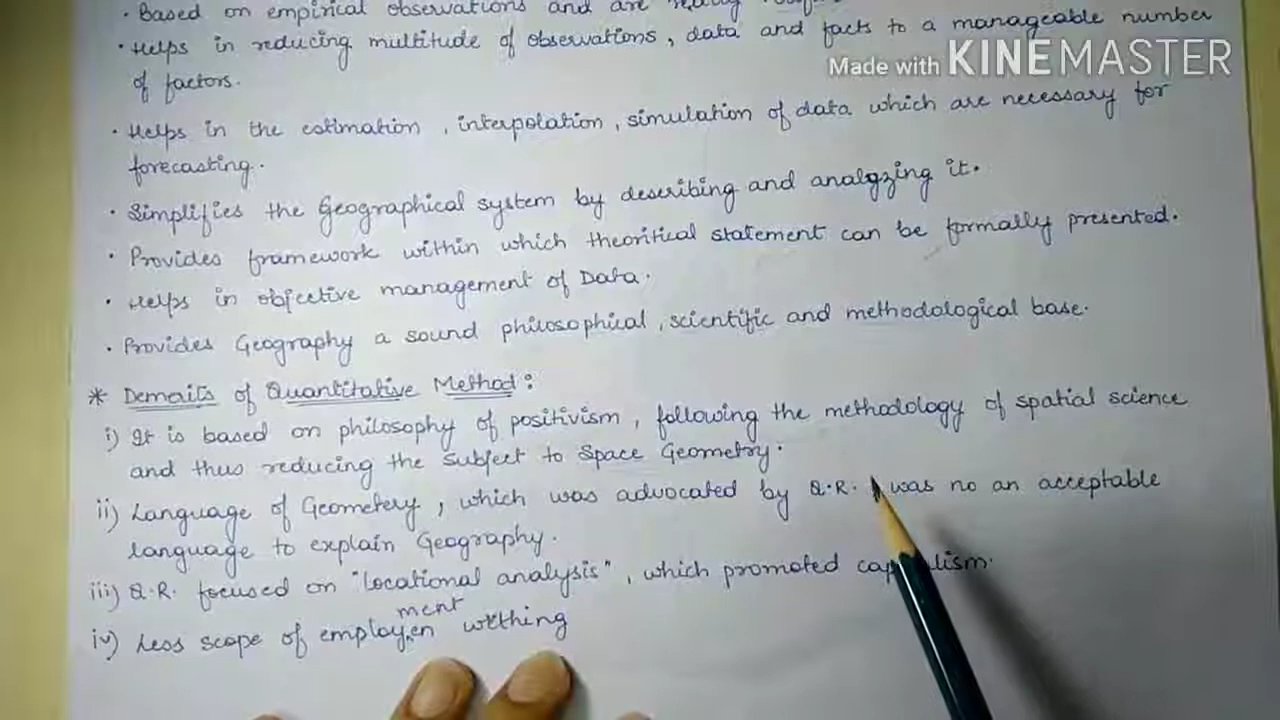 • Based on empirical observations and are
• Helps in reducing multitude of observations, data and facts to a manageable number
of factors.
Made with KINEMASTER
• Helps in the estimation, interpolation, simulation of data which are necessary for
forecasting.
• Simplifies the Geographical system by describing and analyzing it.
• Provides framework within which theoritical statement can be formally presented.
• Helps in objective management of Data.
• Provides Geography a sound philosophical, scientific and methodological base.
* Demerits of Quantitative Method:
i) It is based on philosophy of positivism, following the methodology of spatial science
and thus reducing the subject to Space Geometry.
ii) Language of Geometery, which was advocated by Q.R. was no an acceptable
language to explain Geography.
iii) Q.R. focused on "locational analysis", which promoted
iv) Less scope of